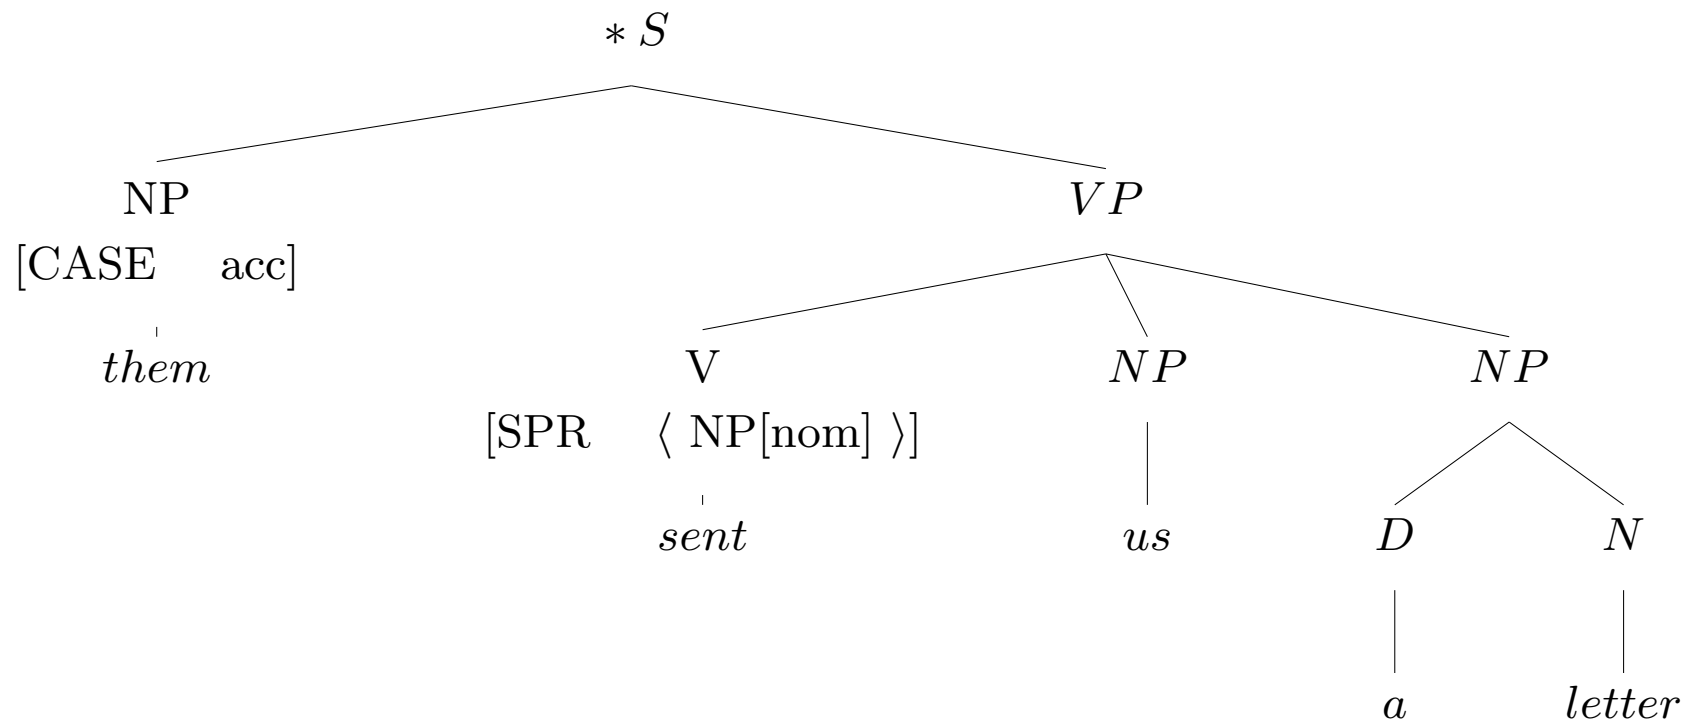 * S
NP VP
[CASE acc]
them V NP NP
[SPR ⟨ NP[nom] ⟩]
sent us D N
a letter